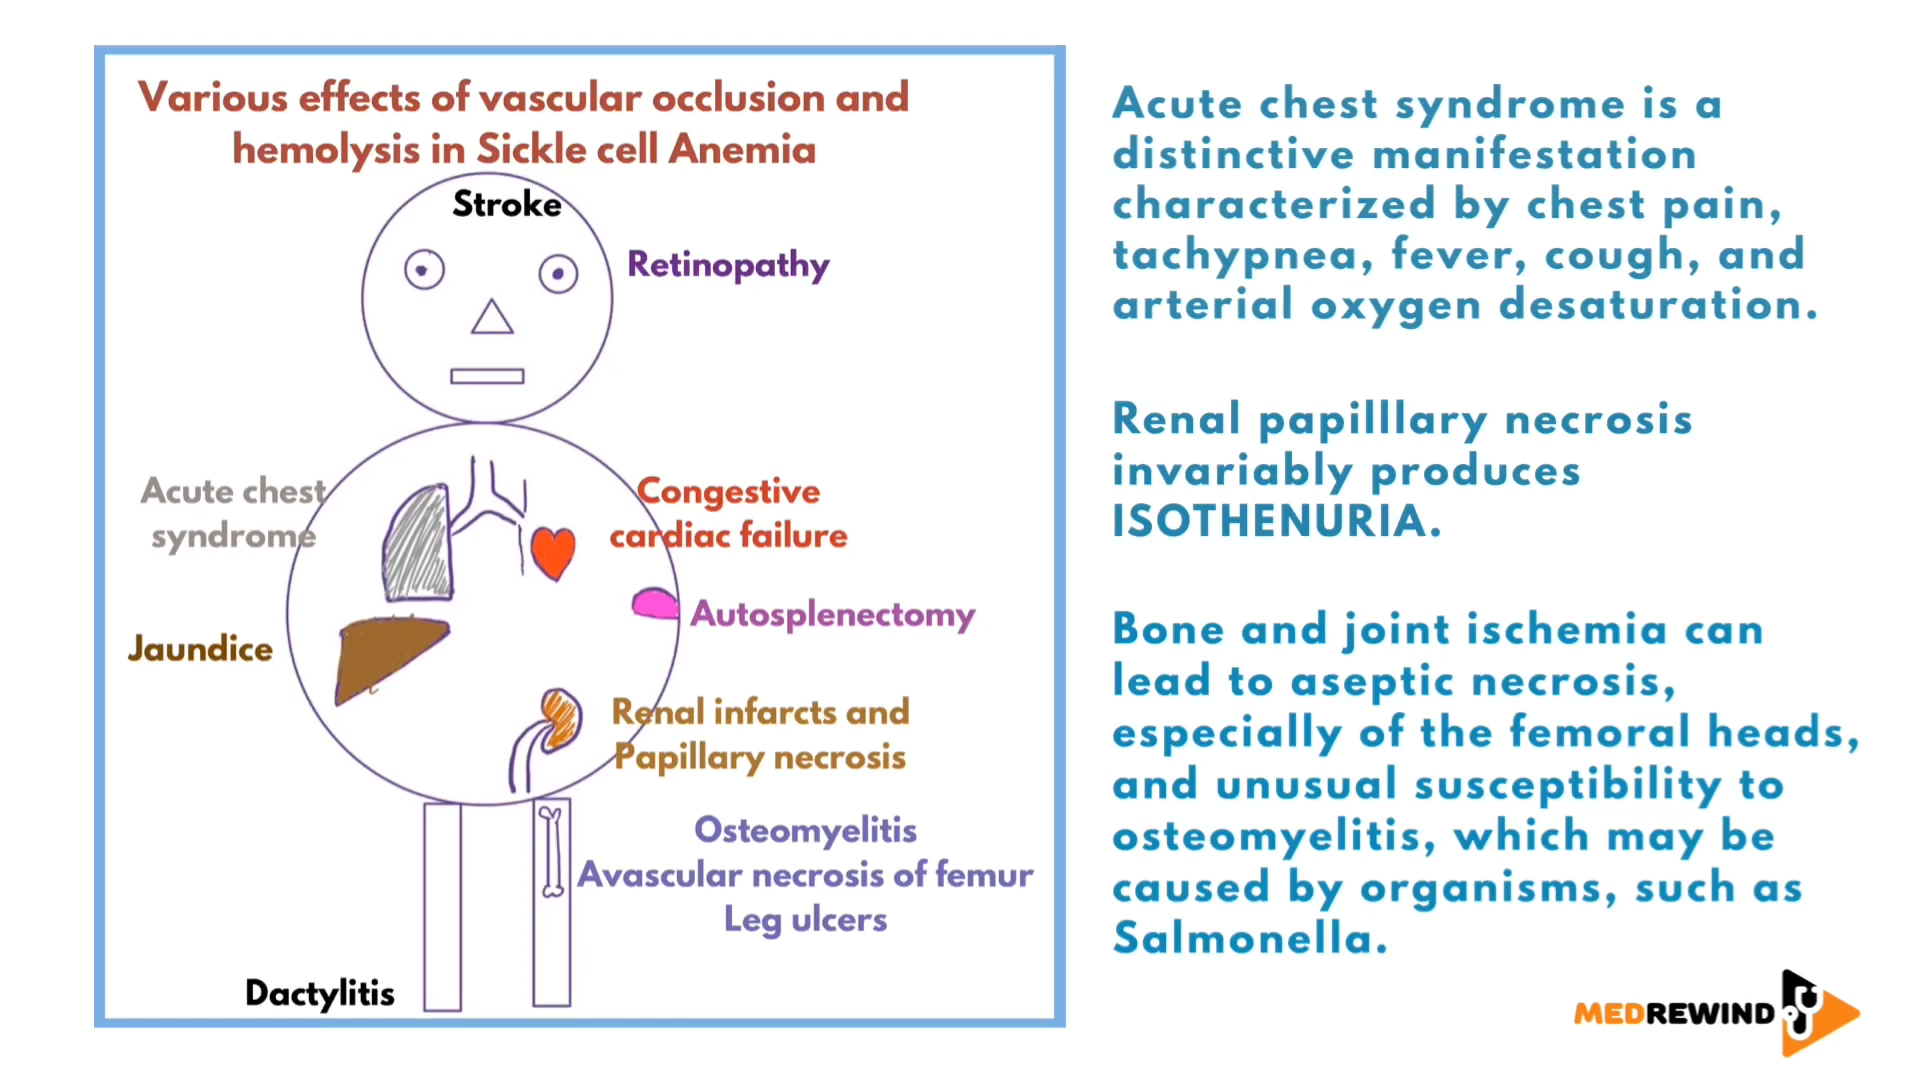 Various effects of vascular occlusion and
hemolysis in Sickle cell Anemia
Stroke
Retinopathy
Acute chest
syndrome
Congestive
cardiac failure
Autosplenectomy
Jaundice
Renal infarcts and
Papillary necrosis
Osteomyelitis
Avascular necrosis of femur
Leg ulcers
Dactylitis
Acute chest syndrome is a
distinctive manifestation
characterized by chest pain,
tachypnea, fever, cough, and
arterial oxygen desaturation.
Renal papilllary necrosis
invariably produces
ISOTHENURIA.
Bone and joint ischemia can
lead to aseptic necrosis,
especially of the femoral heads,
and unusual susceptibility to
osteomyelitis, which may be
caused by organisms, such as
Salmonella.
MEDREWIND